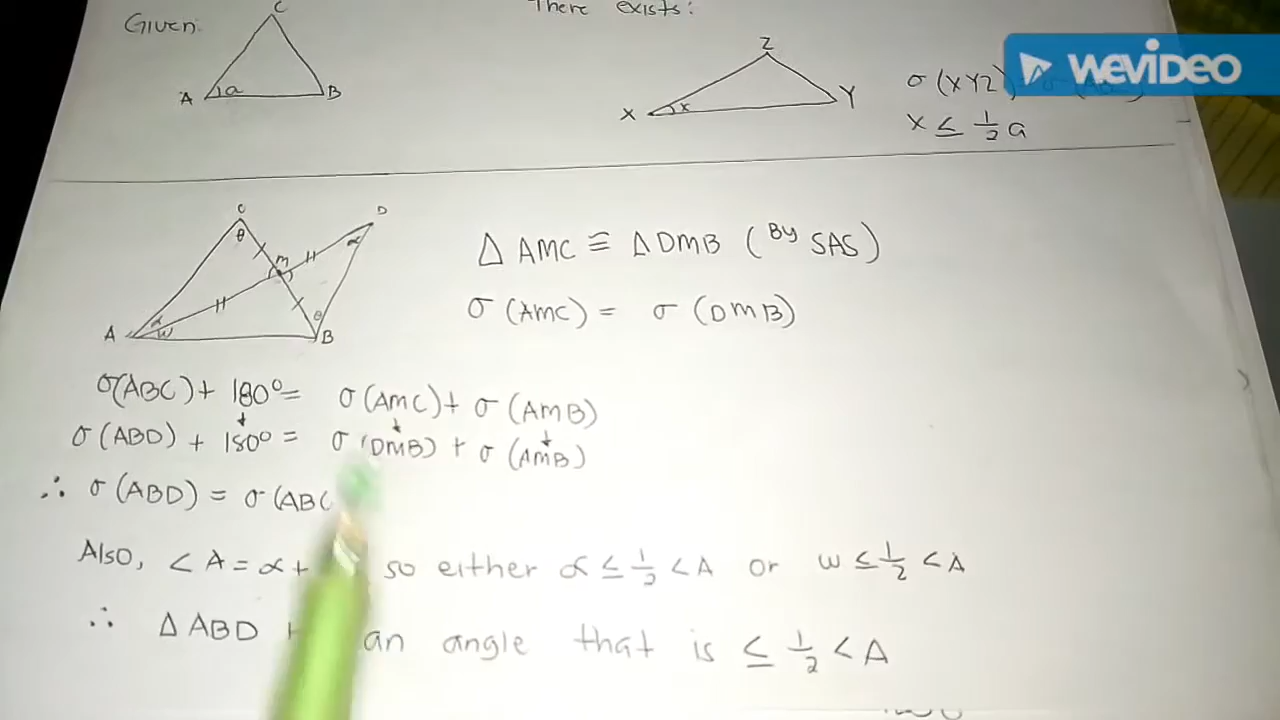 Given:
There exists:
C
A a B
Z
X x Y
σ(XYZ)
x ≤ 1/2 a
WeVideo
C D
θ α
M
α w θ
A B
Δ AMC ≅ Δ DMB (By SAS)
σ(AMC) = σ(DMB)
σ(ABC) + 180° = σ(AMC) + σ(AMB)
σ(ABD) + 180° = σ(DMB) + σ(AMB)
∴ σ(ABD) = σ(ABC
Also, <A = α + so either α ≤ 1/2 <A or w ≤ 1/2 <A
∴ Δ ABD an angle that is ≤ 1/2 <A